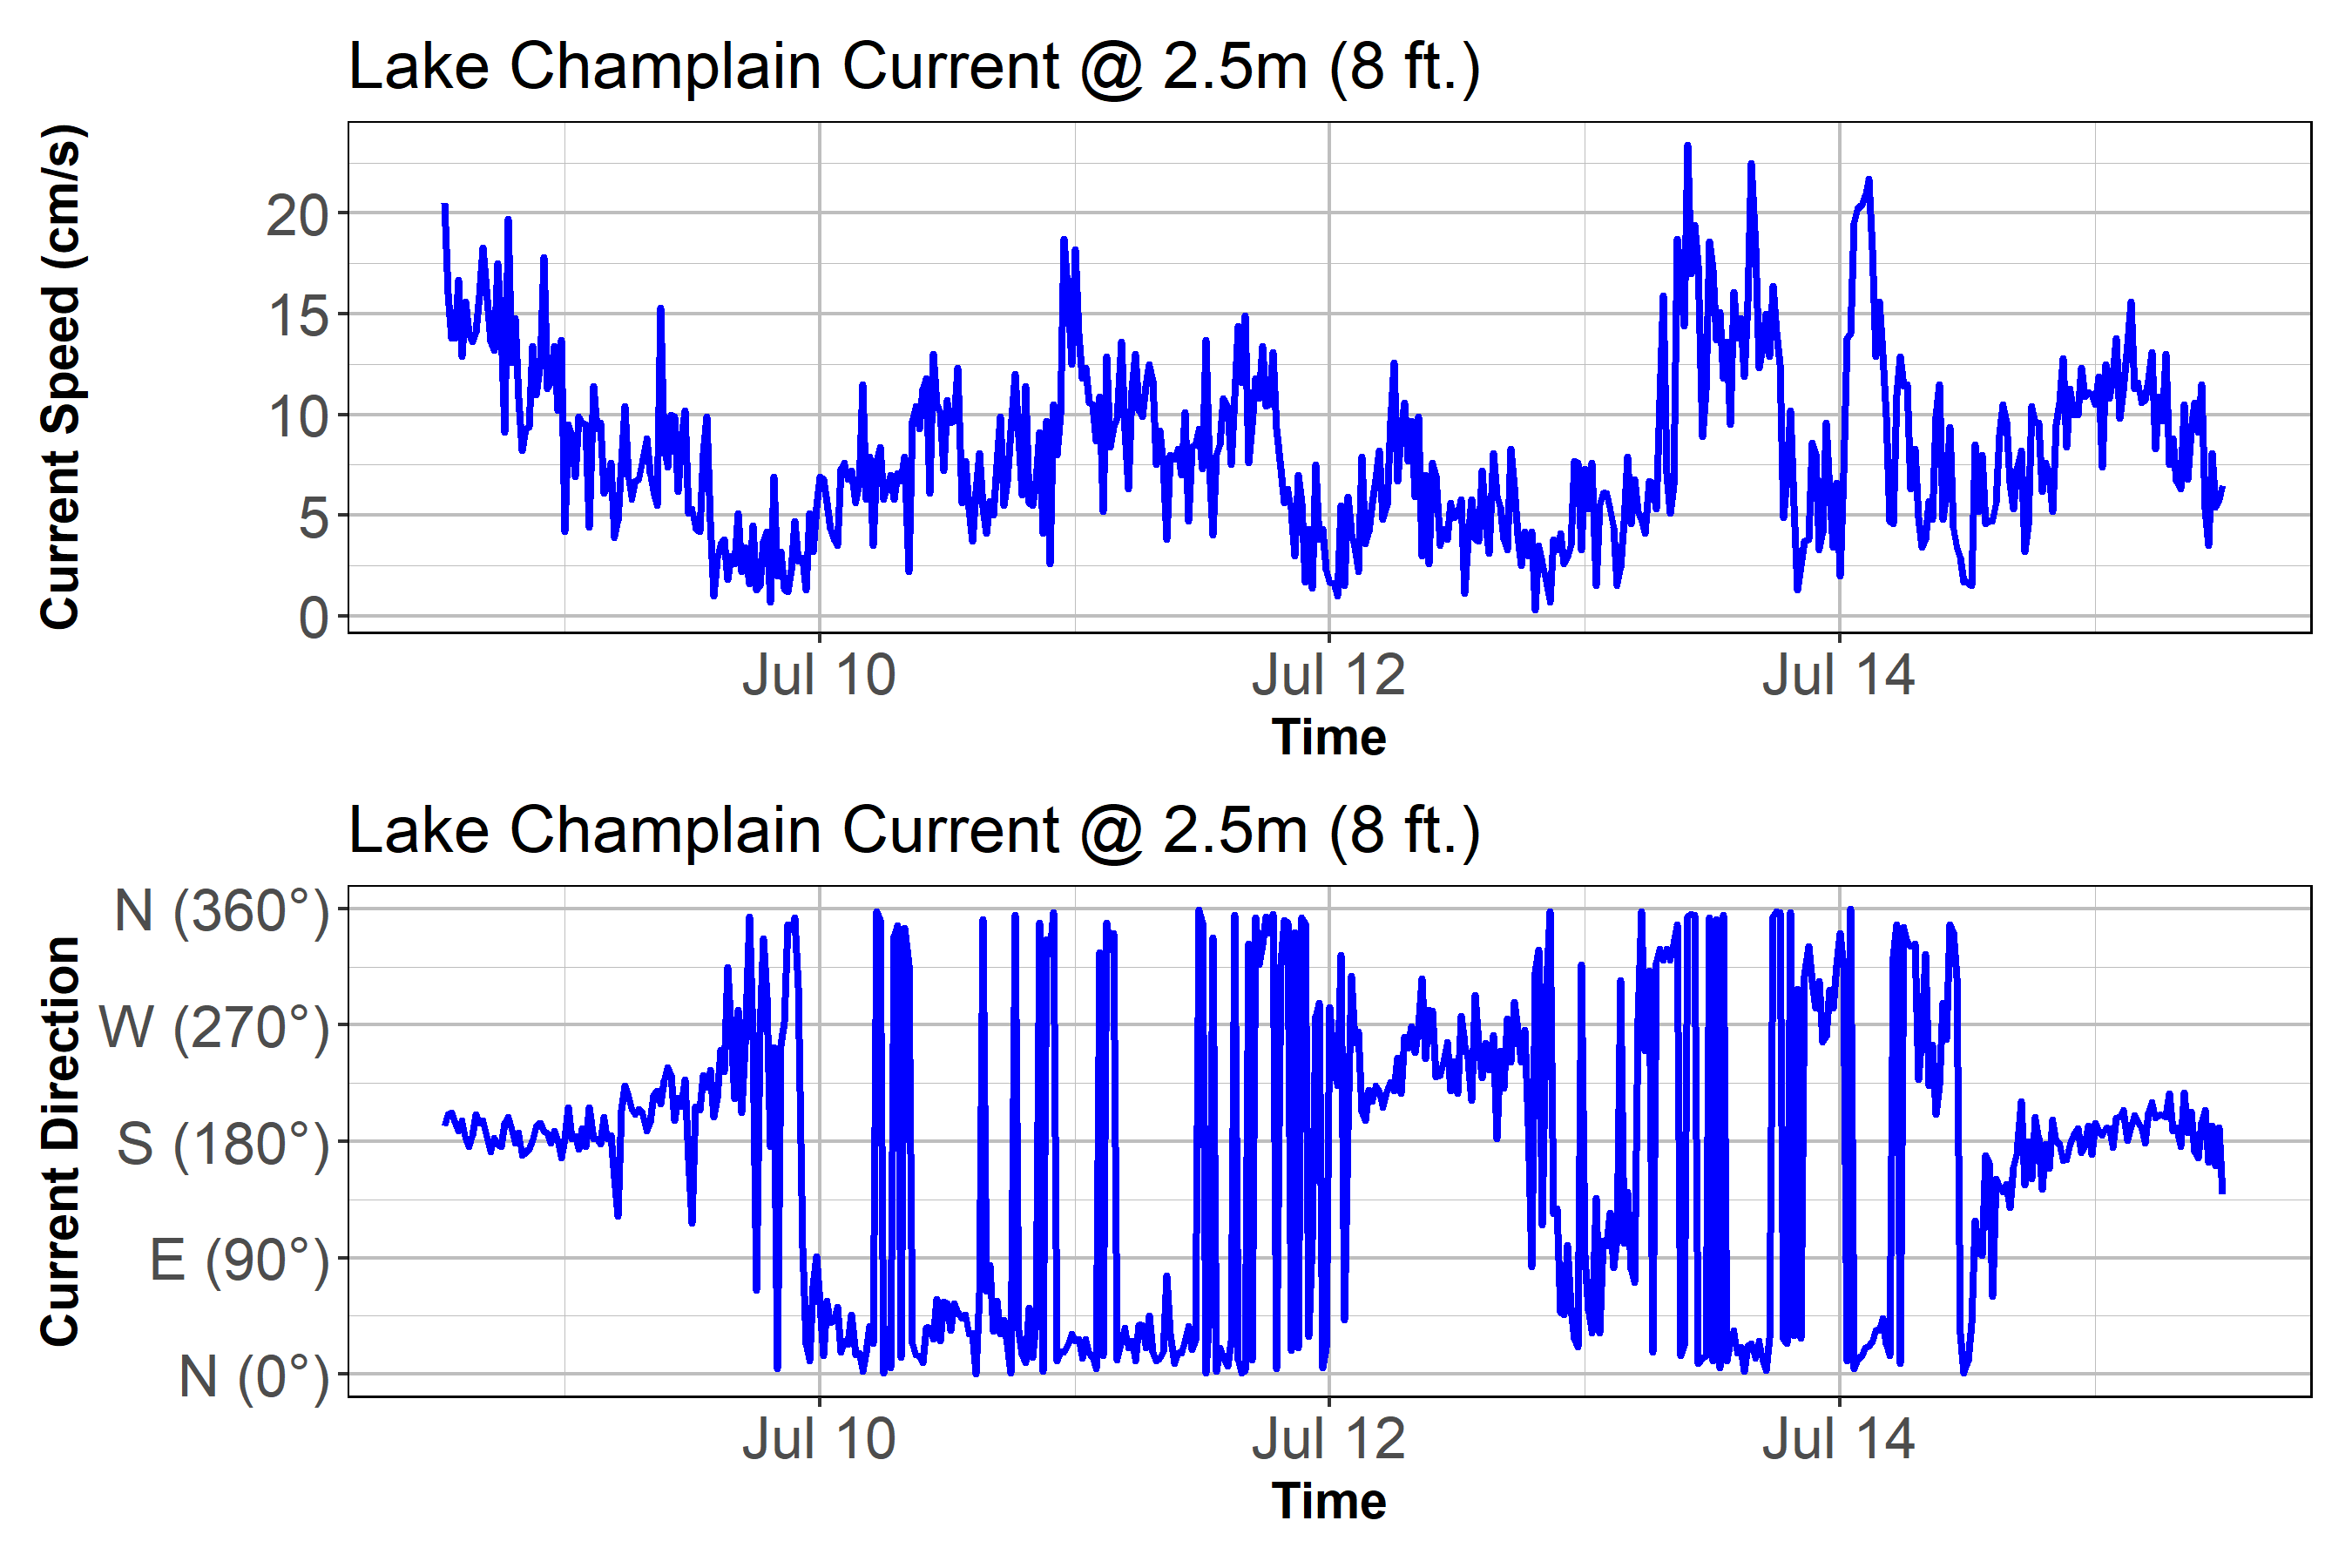 Lake Champlain Current @ 2.5m (8 ft.)
Current Speed (cm/s)
20
15
10
5
0
Jul 10 Jul 12 Jul 14
Time
Lake Champlain Current @ 2.5m (8 ft.)
Current Direction
N (360°)
W (270°)
S (180°)
E (90°)
N (0°)
Jul 10 Jul 12 Jul 14
Time